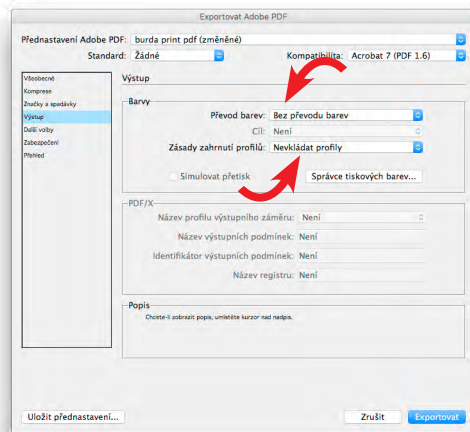 Exportovat Adobe PDF
Přednastavení Adobe PDF: burda print pdf (změněné)
Standard: Žádné Kompatibilita: Acrobat 7 (PDF 1.6)
Všeobecné
Komprese
Značky a spadávky
Výstup
Další volby
Zabezpečení
Přehled
Výstup
Barvy
Převod barev: Bez převodu barev
Cíl: Není
Zásady zahrnutí profilů: Nevkládat profily
Simulovat přetisk Správce tiskových barev...
PDF/X
Název profilu výstupního záměru: Není
Název výstupních podmínek: Není
Identifikátor výstupních podmínek: Není
Název registru: Není
Popis
Chcete-li zobrazit popis, umístěte kurzor nad nadpis.
Uložit přednastavení... Zrušit Exportovat